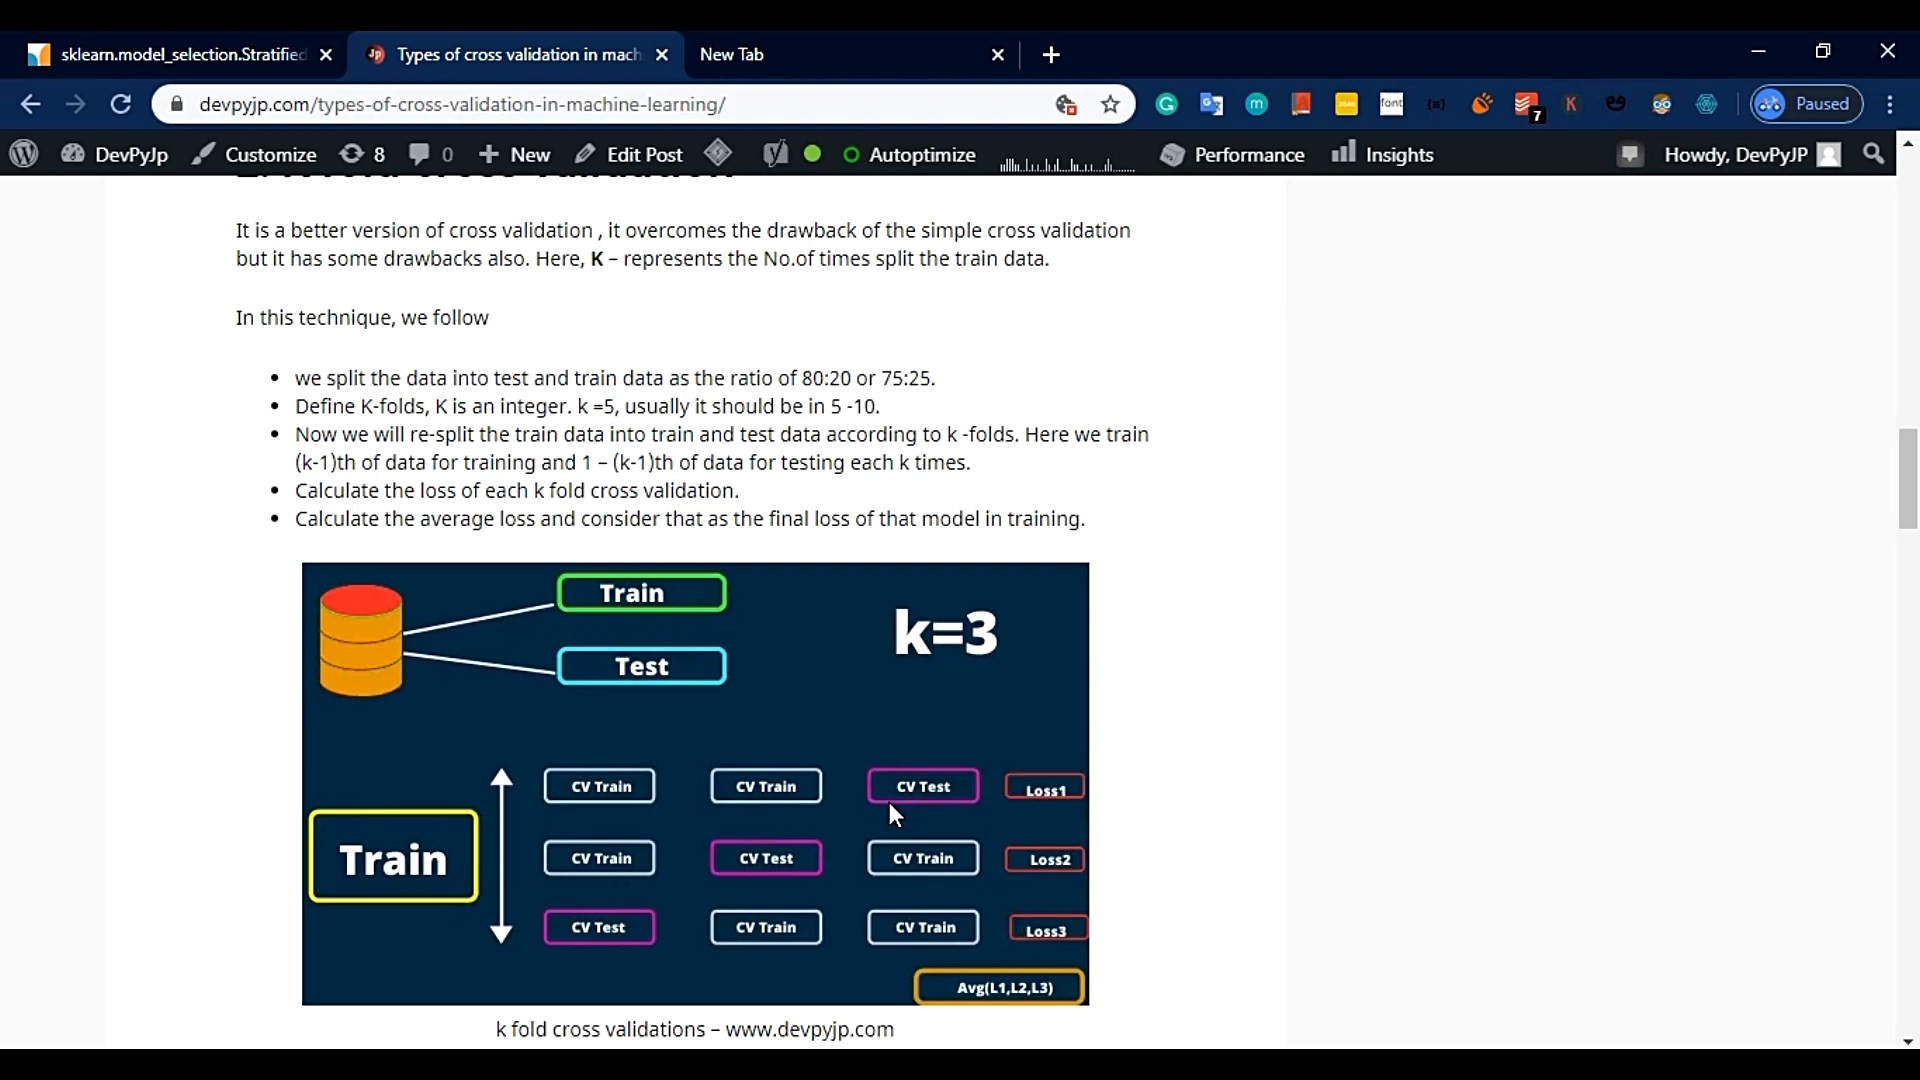 sklearn.model_selection.Stratified
Types of cross validation in mach
New Tab
devpyjp.com/types-of-cross-validation-in-machine-learning/
font
7
K
Paused
DevPyJp
Customize
8
0
New
Edit Post
Autoptimize
Performance
Insights
Howdy, DevPyJP
It is a better version of cross validation , it overcomes the drawback of the simple cross validation
but it has some drawbacks also. Here, K – represents the No.of times split the train data.
In this technique, we follow
we split the data into test and train data as the ratio of 80:20 or 75:25.
Define K-folds, K is an integer. k =5, usually it should be in 5 -10.
Now we will re-split the train data into train and test data according to k -folds. Here we train
(k-1)th of data for training and 1 – (k-1)th of data for testing each k times.
Calculate the loss of each k fold cross validation.
Calculate the average loss and consider that as the final loss of that model in training.
Train
k=3
Test
CV Train CV Train CV Test Loss1
Train
CV Train CV Test CV Train Loss2
CV Test CV Train CV Train Loss3
Avg(L1,L2,L3)
k fold cross validations – www.devpyjp.com